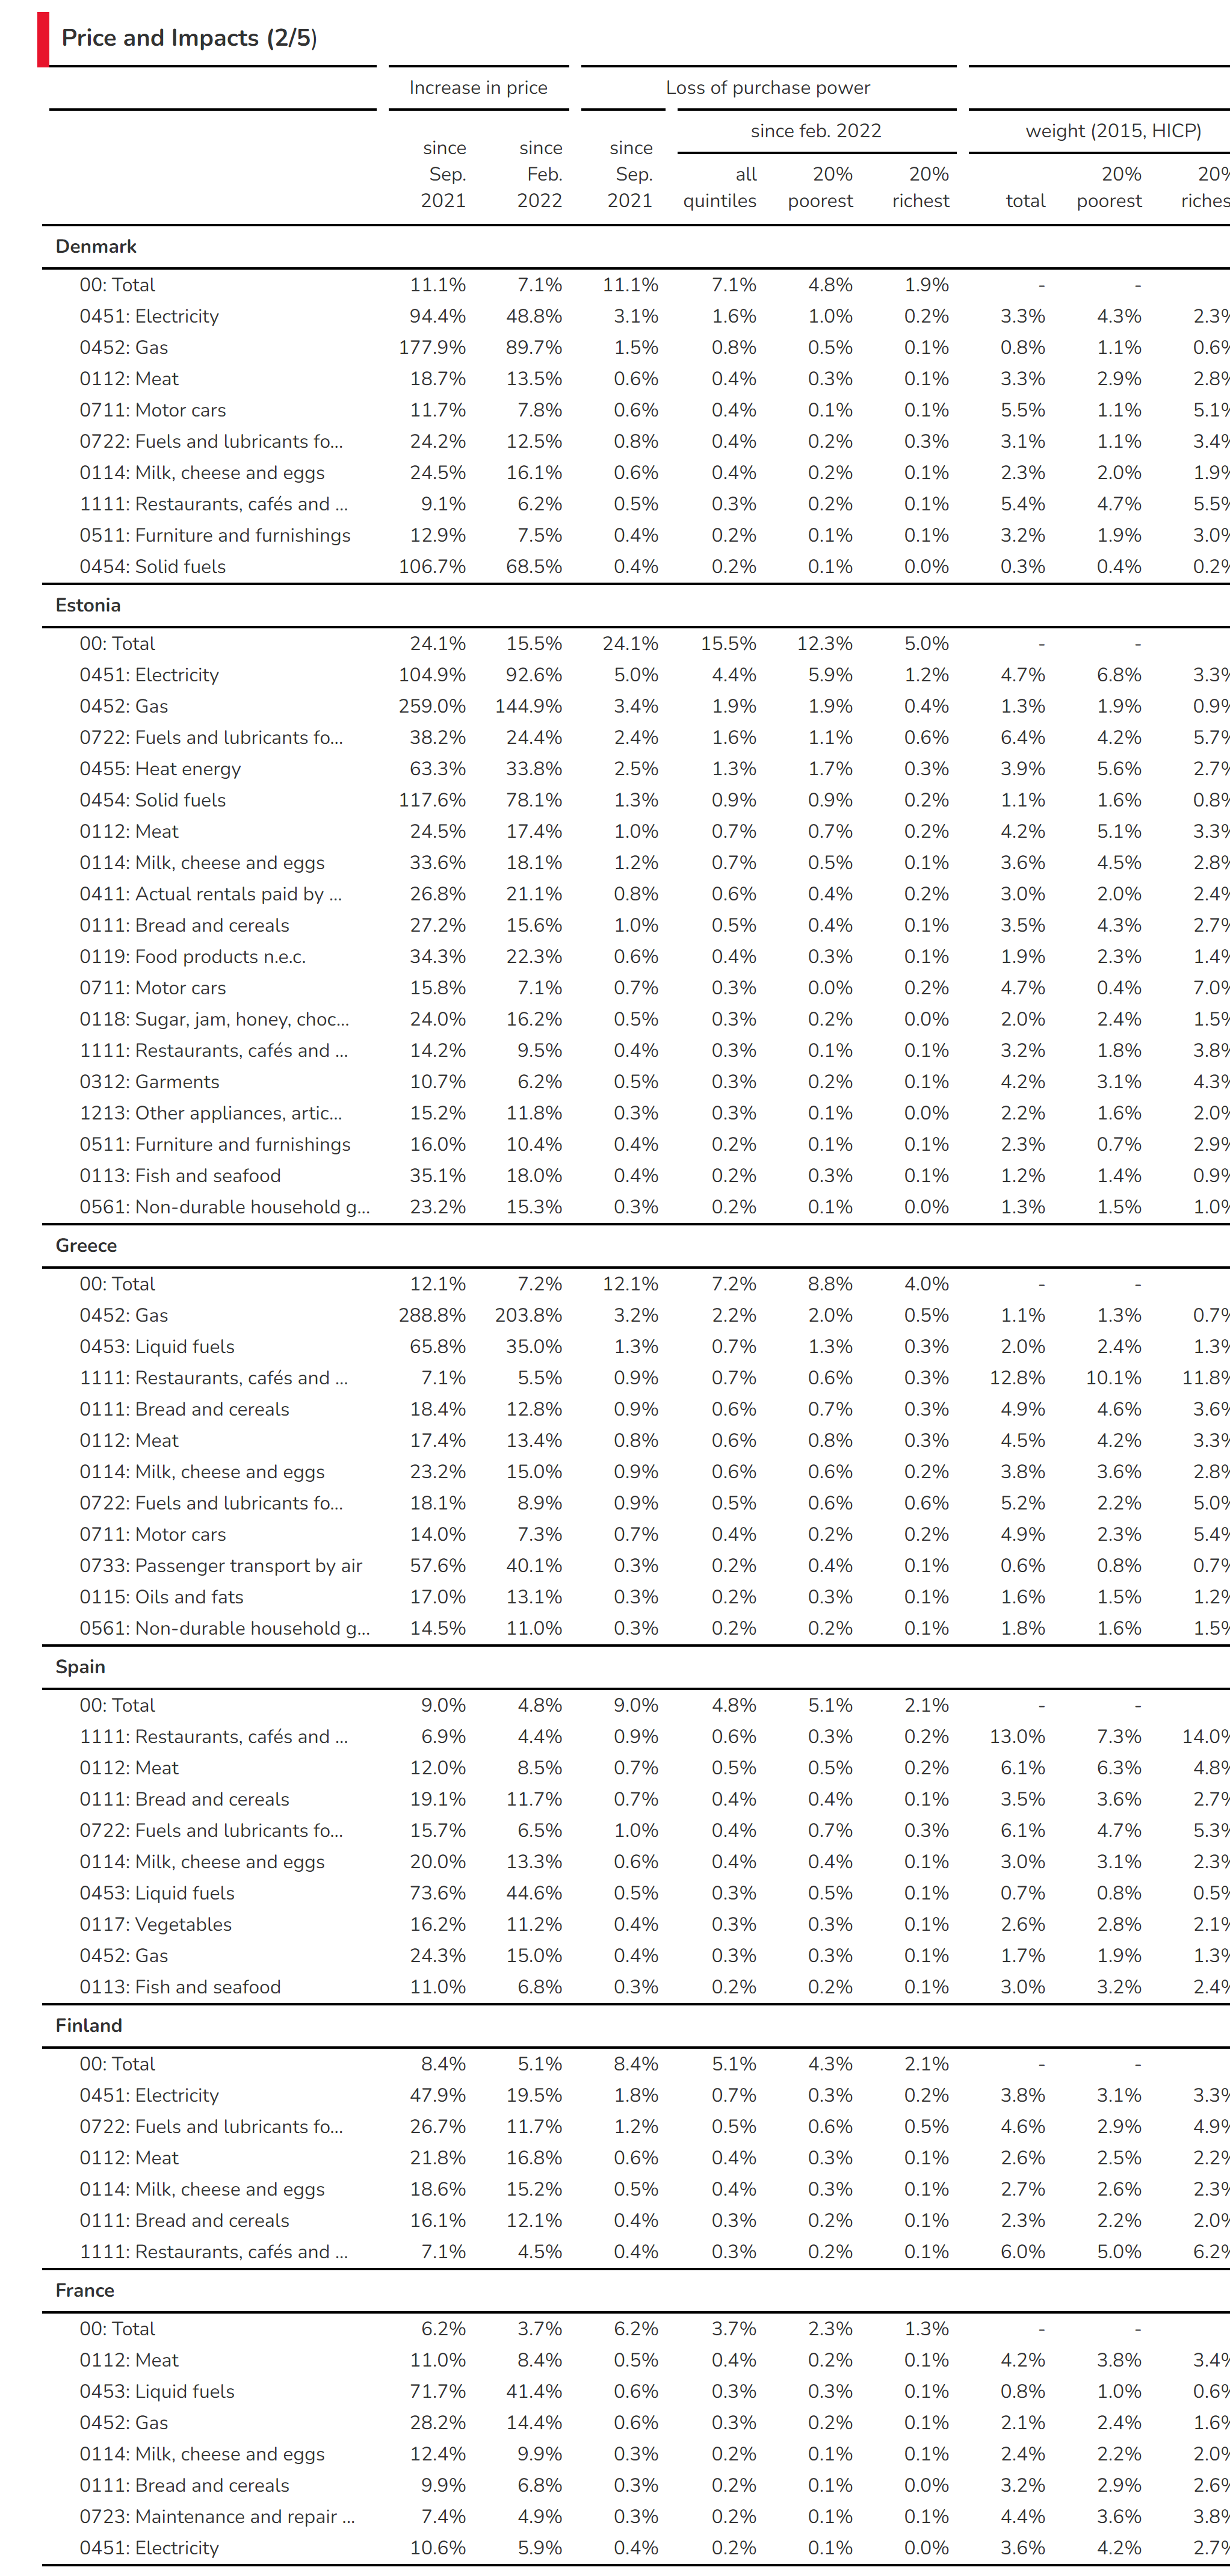 Price and Impacts (2/5)
Increase in price Loss of purchase power
since feb. 2022 weight (2015, HICP)
since since since
Sep. Feb. Sep. all 20% 20% 20% 20%
2021 2022 2021 quintiles poorest richest total poorest riches
Denmark
00: Total 11.1% 7.1% 11.1% 7.1% 4.8% 1.9% - -
0451: Electricity 94.4% 48.8% 3.1% 1.6% 1.0% 0.2% 3.3% 4.3% 2.3%
0452: Gas 177.9% 89.7% 1.5% 0.8% 0.5% 0.1% 0.8% 1.1% 0.6%
0112: Meat 18.7% 13.5% 0.6% 0.4% 0.3% 0.1% 3.3% 2.9% 2.8%
0711: Motor cars 11.7% 7.8% 0.6% 0.4% 0.1% 0.1% 5.5% 1.1% 5.1%
0722: Fuels and lubricants fo... 24.2% 12.5% 0.8% 0.4% 0.2% 0.3% 3.1% 1.1% 3.4%
0114: Milk, cheese and eggs 24.5% 16.1% 0.6% 0.4% 0.2% 0.1% 2.3% 2.0% 1.9%
1111: Restaurants, cafés and ... 9.1% 6.2% 0.5% 0.3% 0.2% 0.1% 5.4% 4.7% 5.5%
0511: Furniture and furnishings 12.9% 7.5% 0.4% 0.2% 0.1% 0.1% 3.2% 1.9% 3.0%
0454: Solid fuels 106.7% 68.5% 0.4% 0.2% 0.1% 0.0% 0.3% 0.4% 0.2%
Estonia
00: Total 24.1% 15.5% 24.1% 15.5% 12.3% 5.0% - -
0451: Electricity 104.9% 92.6% 5.0% 4.4% 5.9% 1.2% 4.7% 6.8% 3.3%
0452: Gas 259.0% 144.9% 3.4% 1.9% 1.9% 0.4% 1.3% 1.9% 0.9%
0722: Fuels and lubricants fo... 38.2% 24.4% 2.4% 1.6% 1.1% 0.6% 6.4% 4.2% 5.7%
0455: Heat energy 63.3% 33.8% 2.5% 1.3% 1.7% 0.3% 3.9% 5.6% 2.7%
0454: Solid fuels 117.6% 78.1% 1.3% 0.9% 0.9% 0.2% 1.1% 1.6% 0.8%
0112: Meat 24.5% 17.4% 1.0% 0.7% 0.7% 0.2% 4.2% 5.1% 3.3%
0114: Milk, cheese and eggs 33.6% 18.1% 1.2% 0.7% 0.5% 0.1% 3.6% 4.5% 2.8%
0411: Actual rentals paid by ... 26.8% 21.1% 0.8% 0.6% 0.4% 0.2% 3.0% 2.0% 2.4%
0111: Bread and cereals 27.2% 15.6% 1.0% 0.5% 0.4% 0.1% 3.5% 4.3% 2.7%
0119: Food products n.e.c. 34.3% 22.3% 0.6% 0.4% 0.3% 0.1% 1.9% 2.3% 1.4%
0711: Motor cars 15.8% 7.1% 0.7% 0.3% 0.0% 0.2% 4.7% 0.4% 7.0%
0118: Sugar, jam, honey, choc... 24.0% 16.2% 0.5% 0.3% 0.2% 0.0% 2.0% 2.4% 1.5%
1111: Restaurants, cafés and ... 14.2% 9.5% 0.4% 0.3% 0.1% 0.1% 3.2% 1.8% 3.8%
0312: Garments 10.7% 6.2% 0.5% 0.3% 0.2% 0.1% 4.2% 3.1% 4.3%
1213: Other appliances, artic... 15.2% 11.8% 0.3% 0.3% 0.1% 0.0% 2.2% 1.6% 2.0%
0511: Furniture and furnishings 16.0% 10.4% 0.4% 0.2% 0.1% 0.1% 2.3% 0.7% 2.9%
0113: Fish and seafood 35.1% 18.0% 0.4% 0.2% 0.3% 0.1% 1.2% 1.4% 0.9%
0561: Non-durable household g... 23.2% 15.3% 0.3% 0.2% 0.1% 0.0% 1.3% 1.5% 1.0%
Greece
00: Total 12.1% 7.2% 12.1% 7.2% 8.8% 4.0% - -
0452: Gas 288.8% 203.8% 3.2% 2.2% 2.0% 0.5% 1.1% 1.3% 0.7%
0453: Liquid fuels 65.8% 35.0% 1.3% 0.7% 1.3% 0.3% 2.0% 2.4% 1.3%
1111: Restaurants, cafés and ... 7.1% 5.5% 0.9% 0.7% 0.6% 0.3% 12.8% 10.1% 11.8%
0111: Bread and cereals 18.4% 12.8% 0.9% 0.6% 0.7% 0.3% 4.9% 4.6% 3.6%
0112: Meat 17.4% 13.4% 0.8% 0.6% 0.8% 0.3% 4.5% 4.2% 3.3%
0114: Milk, cheese and eggs 23.2% 15.0% 0.9% 0.6% 0.6% 0.2% 3.8% 3.6% 2.8%
0722: Fuels and lubricants fo... 18.1% 8.9% 0.9% 0.5% 0.6% 0.6% 5.2% 2.2% 5.0%
0711: Motor cars 14.0% 7.3% 0.7% 0.4% 0.2% 0.2% 4.9% 2.3% 5.4%
0733: Passenger transport by air 57.6% 40.1% 0.3% 0.2% 0.4% 0.1% 0.6% 0.8% 0.7%
0115: Oils and fats 17.0% 13.1% 0.3% 0.2% 0.3% 0.1% 1.6% 1.5% 1.2%
0561: Non-durable household g... 14.5% 11.0% 0.3% 0.2% 0.2% 0.1% 1.8% 1.6% 1.5%
Spain
00: Total 9.0% 4.8% 9.0% 4.8% 5.1% 2.1% - -
1111: Restaurants, cafés and ... 6.9% 4.4% 0.9% 0.6% 0.3% 0.2% 13.0% 7.3% 14.0%
0112: Meat 12.0% 8.5% 0.7% 0.5% 0.5% 0.2% 6.1% 6.3% 4.8%
0111: Bread and cereals 19.1% 11.7% 0.7% 0.4% 0.4% 0.1% 3.5% 3.6% 2.7%
0722: Fuels and lubricants fo... 15.7% 6.5% 1.0% 0.4% 0.7% 0.3% 6.1% 4.7% 5.3%
0114: Milk, cheese and eggs 20.0% 13.3% 0.6% 0.4% 0.4% 0.1% 3.0% 3.1% 2.3%
0453: Liquid fuels 73.6% 44.6% 0.5% 0.3% 0.5% 0.1% 0.7% 0.8% 0.5%
0117: Vegetables 16.2% 11.2% 0.4% 0.3% 0.3% 0.1% 2.6% 2.8% 2.1%
0452: Gas 24.3% 15.0% 0.4% 0.3% 0.3% 0.1% 1.7% 1.9% 1.3%
0113: Fish and seafood 11.0% 6.8% 0.3% 0.2% 0.2% 0.1% 3.0% 3.2% 2.4%
Finland
00: Total 8.4% 5.1% 8.4% 5.1% 4.3% 2.1% - -
0451: Electricity 47.9% 19.5% 1.8% 0.7% 0.3% 0.2% 3.8% 3.1% 3.3%
0722: Fuels and lubricants fo... 26.7% 11.7% 1.2% 0.5% 0.6% 0.5% 4.6% 2.9% 4.9%
0112: Meat 21.8% 16.8% 0.6% 0.4% 0.3% 0.1% 2.6% 2.5% 2.2%
0114: Milk, cheese and eggs 18.6% 15.2% 0.5% 0.4% 0.3% 0.1% 2.7% 2.6% 2.3%
0111: Bread and cereals 16.1% 12.1% 0.4% 0.3% 0.2% 0.1% 2.3% 2.2% 2.0%
1111: Restaurants, cafés and ... 7.1% 4.5% 0.4% 0.3% 0.2% 0.1% 6.0% 5.0% 6.2%
France
00: Total 6.2% 3.7% 6.2% 3.7% 2.3% 1.3% - -
0112: Meat 11.0% 8.4% 0.5% 0.4% 0.2% 0.1% 4.2% 3.8% 3.4%
0453: Liquid fuels 71.7% 41.4% 0.6% 0.3% 0.3% 0.1% 0.8% 1.0% 0.6%
0452: Gas 28.2% 14.4% 0.6% 0.3% 0.2% 0.1% 2.1% 2.4% 1.6%
0114: Milk, cheese and eggs 12.4% 9.9% 0.3% 0.2% 0.1% 0.1% 2.4% 2.2% 2.0%
0111: Bread and cereals 9.9% 6.8% 0.3% 0.2% 0.1% 0.0% 3.2% 2.9% 2.6%
0723: Maintenance and repair ... 7.4% 4.9% 0.3% 0.2% 0.1% 0.1% 4.4% 3.6% 3.8%
0451: Electricity 10.6% 5.9% 0.4% 0.2% 0.1% 0.0% 3.6% 4.2% 2.7%